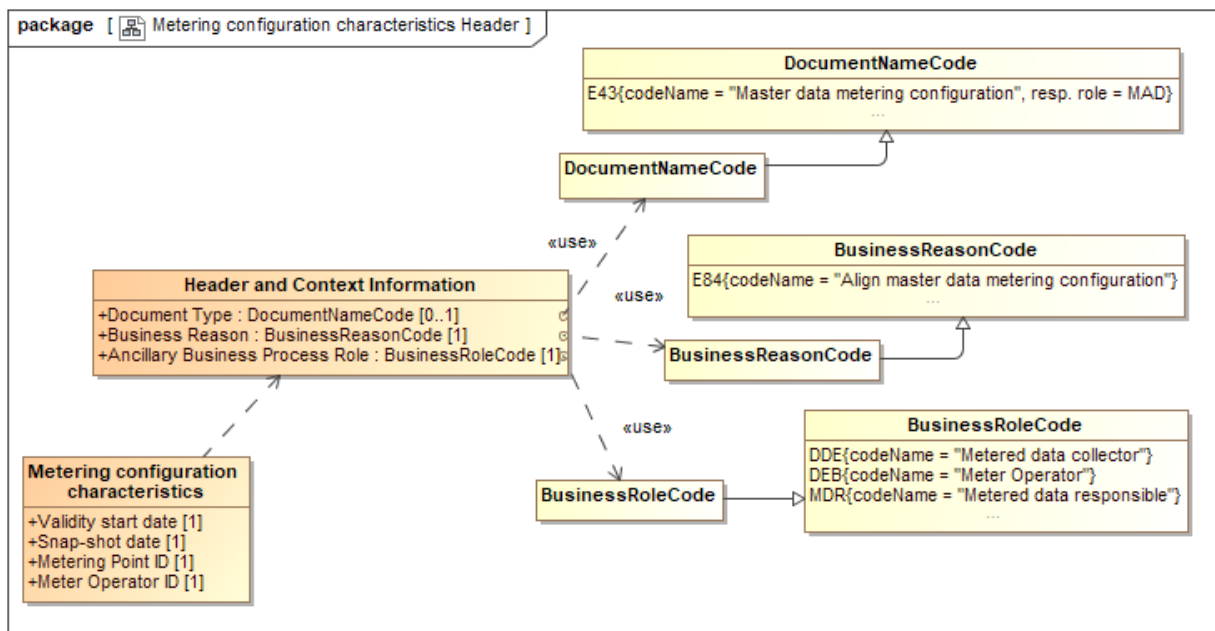 package [ Metering configuration characteristics Header ]
DocumentNameCode
E43{codeName = "Master data metering configuration", resp. role = MAD}
...
DocumentNameCode
«use»
BusinessReasonCode
E84{codeName = "Align master data metering configuration"}
...
Header and Context Information
+Document Type : DocumentNameCode [0..1]
+Business Reason : BusinessReasonCode [1]
+Ancillary Business Process Role : BusinessRoleCode [1]
«use»
BusinessReasonCode
BusinessRoleCode
DDE{codeName = "Metered data collector"}
DEB{codeName = "Meter Operator"}
MDR{codeName = "Metered data responsible"}
...
«use»
BusinessRoleCode
Metering configuration
characteristics
+Validity start date [1]
+Snap-shot date [1]
+Metering Point ID [1]
+Meter Operator ID [1]